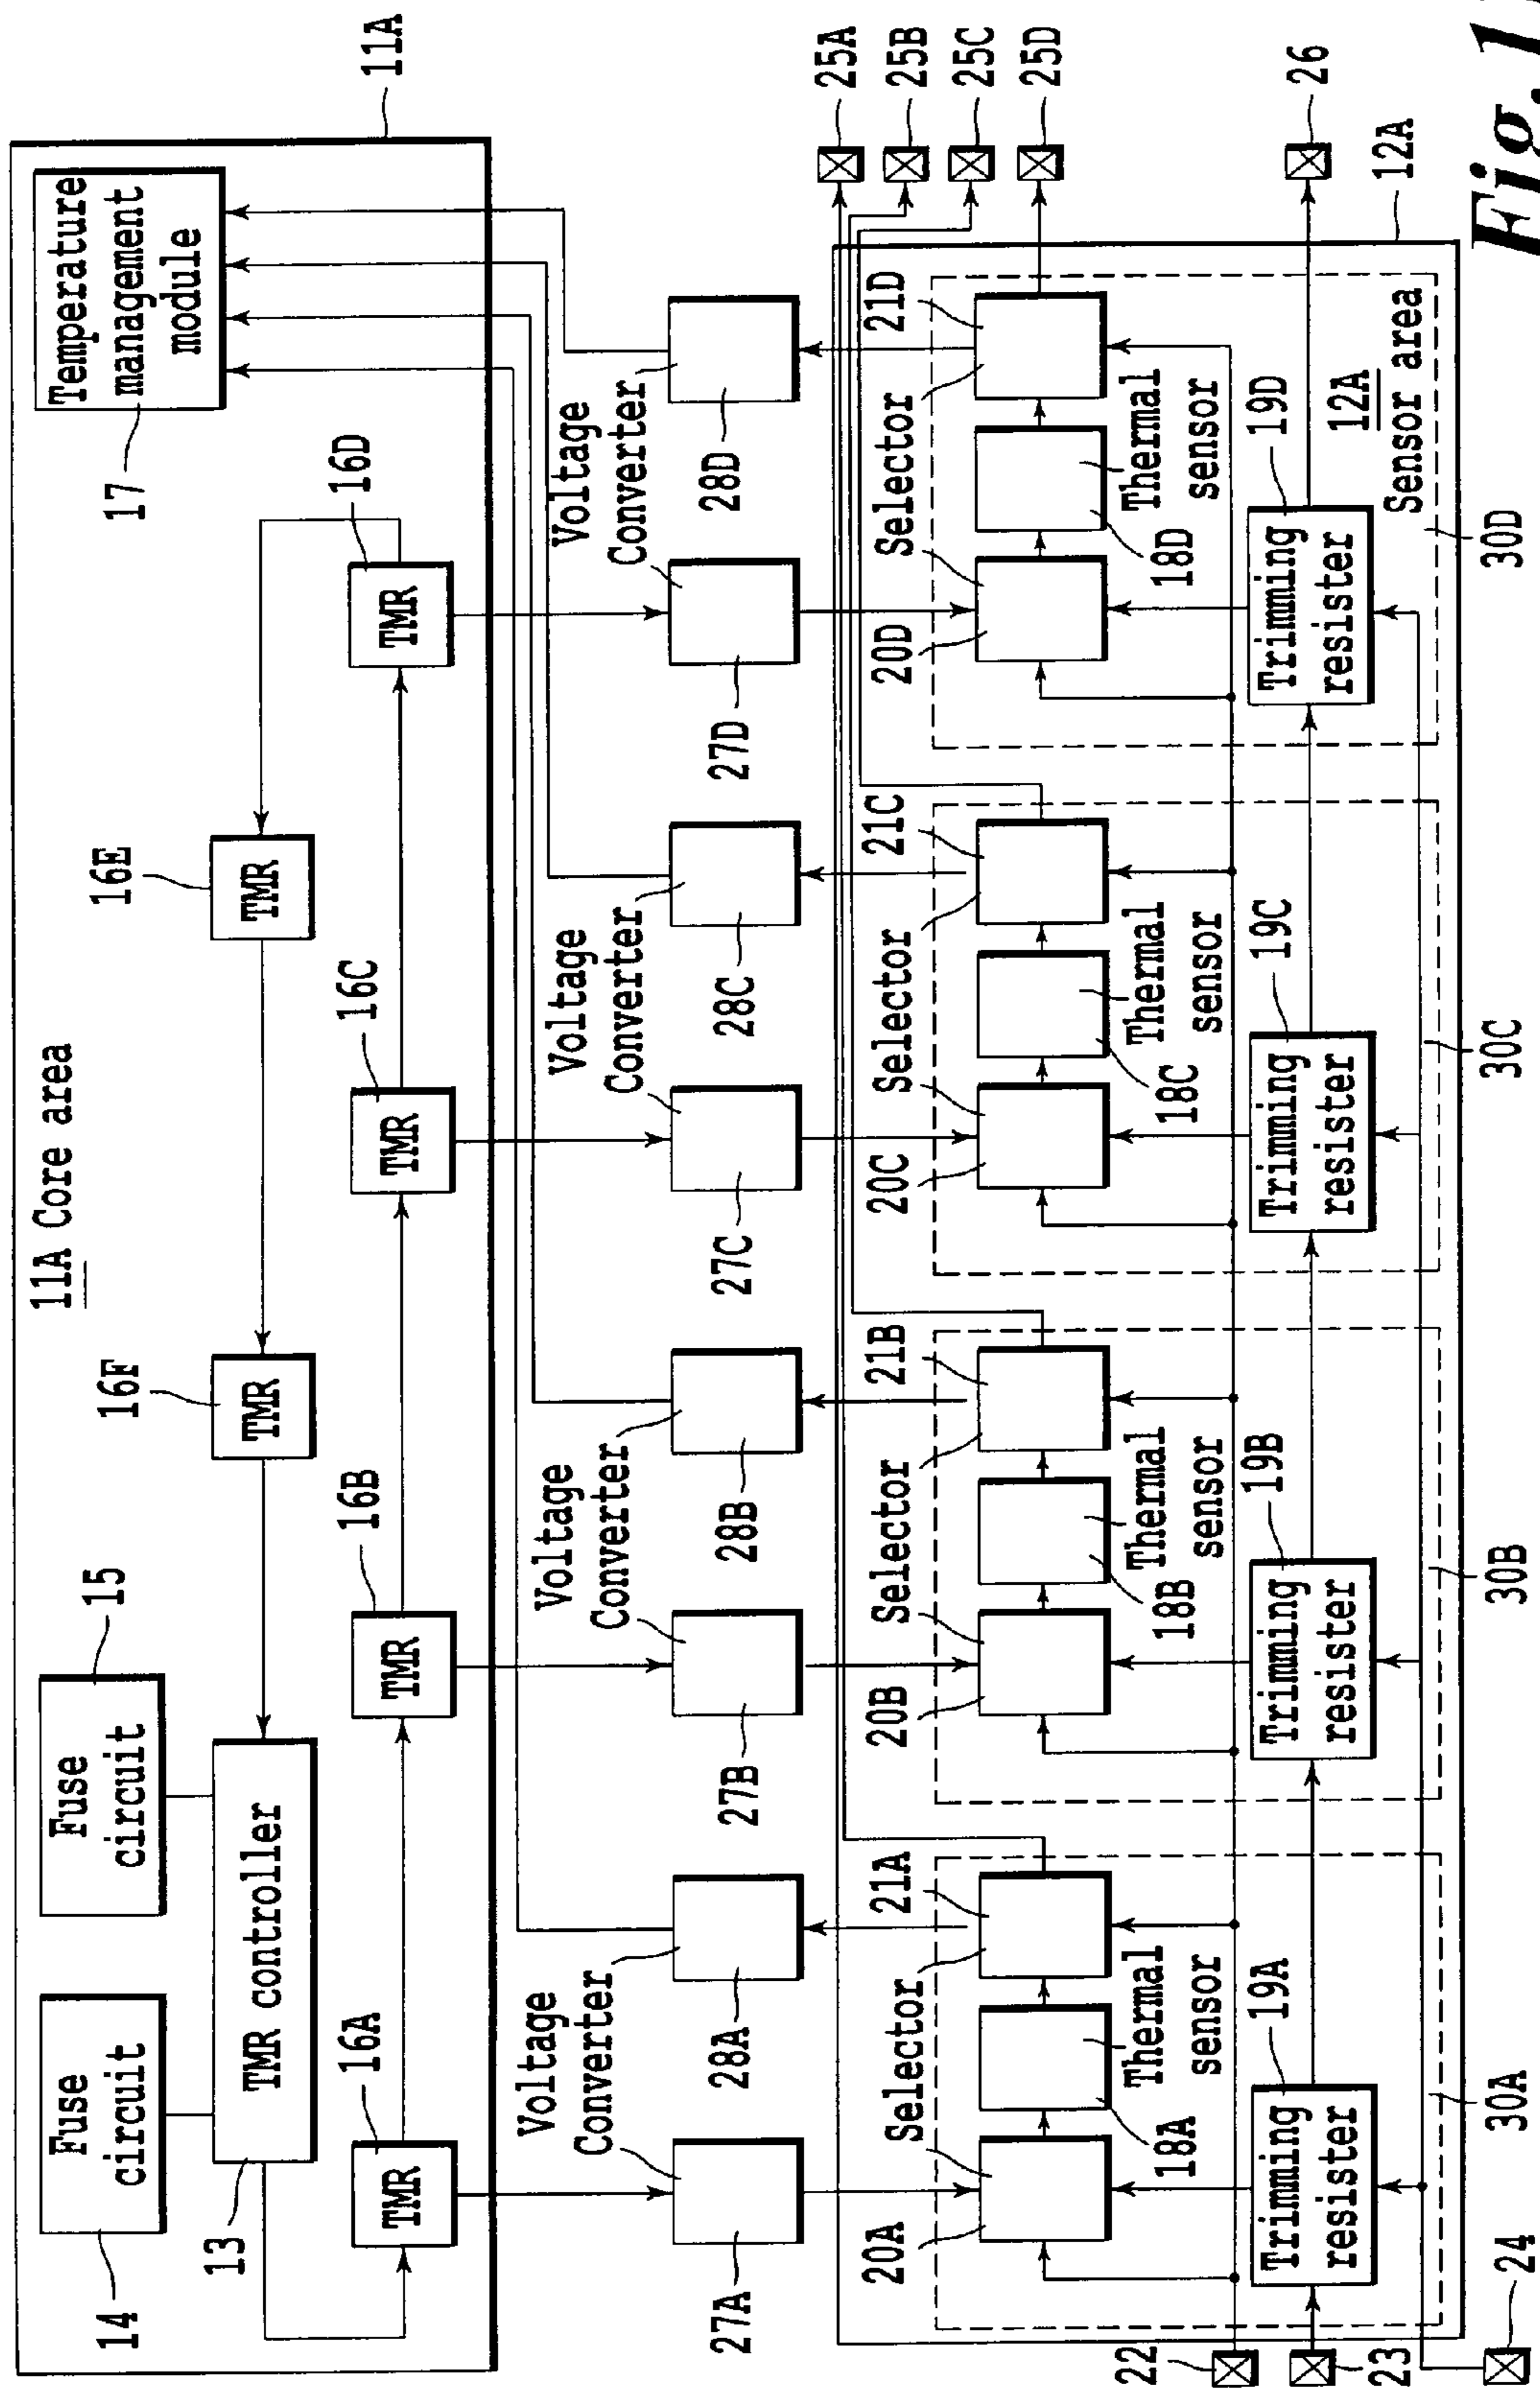 11A Core area
14
Fuse
circuit
15
Fuse
circuit
13
TMR controller
16F
TMR
16E
TMR
17
Temperature
management
module
11A
16A
TMR
16B
TMR
16C
TMR
16D
TMR
Voltage
Converter
27A
28A
Voltage
Converter
27B
28B
Voltage
Converter
27C
28C
Voltage
Converter
27D
28D
25A
25B
25C
25D
20A
Selector
21A
18A
Thermal
sensor
20B
Selector
21B
18B
Thermal
sensor
20C
Selector
21C
18C
Thermal
sensor
20D
Selector
21D
18D
Thermal
sensor
22
23
24
Trimming
resister
19A
Trimming
resister
19B
Trimming
resister
19C
Trimming
resister
19D
26
12A
Sensor area
12A
30A
30B
30C
30D
Fig.1